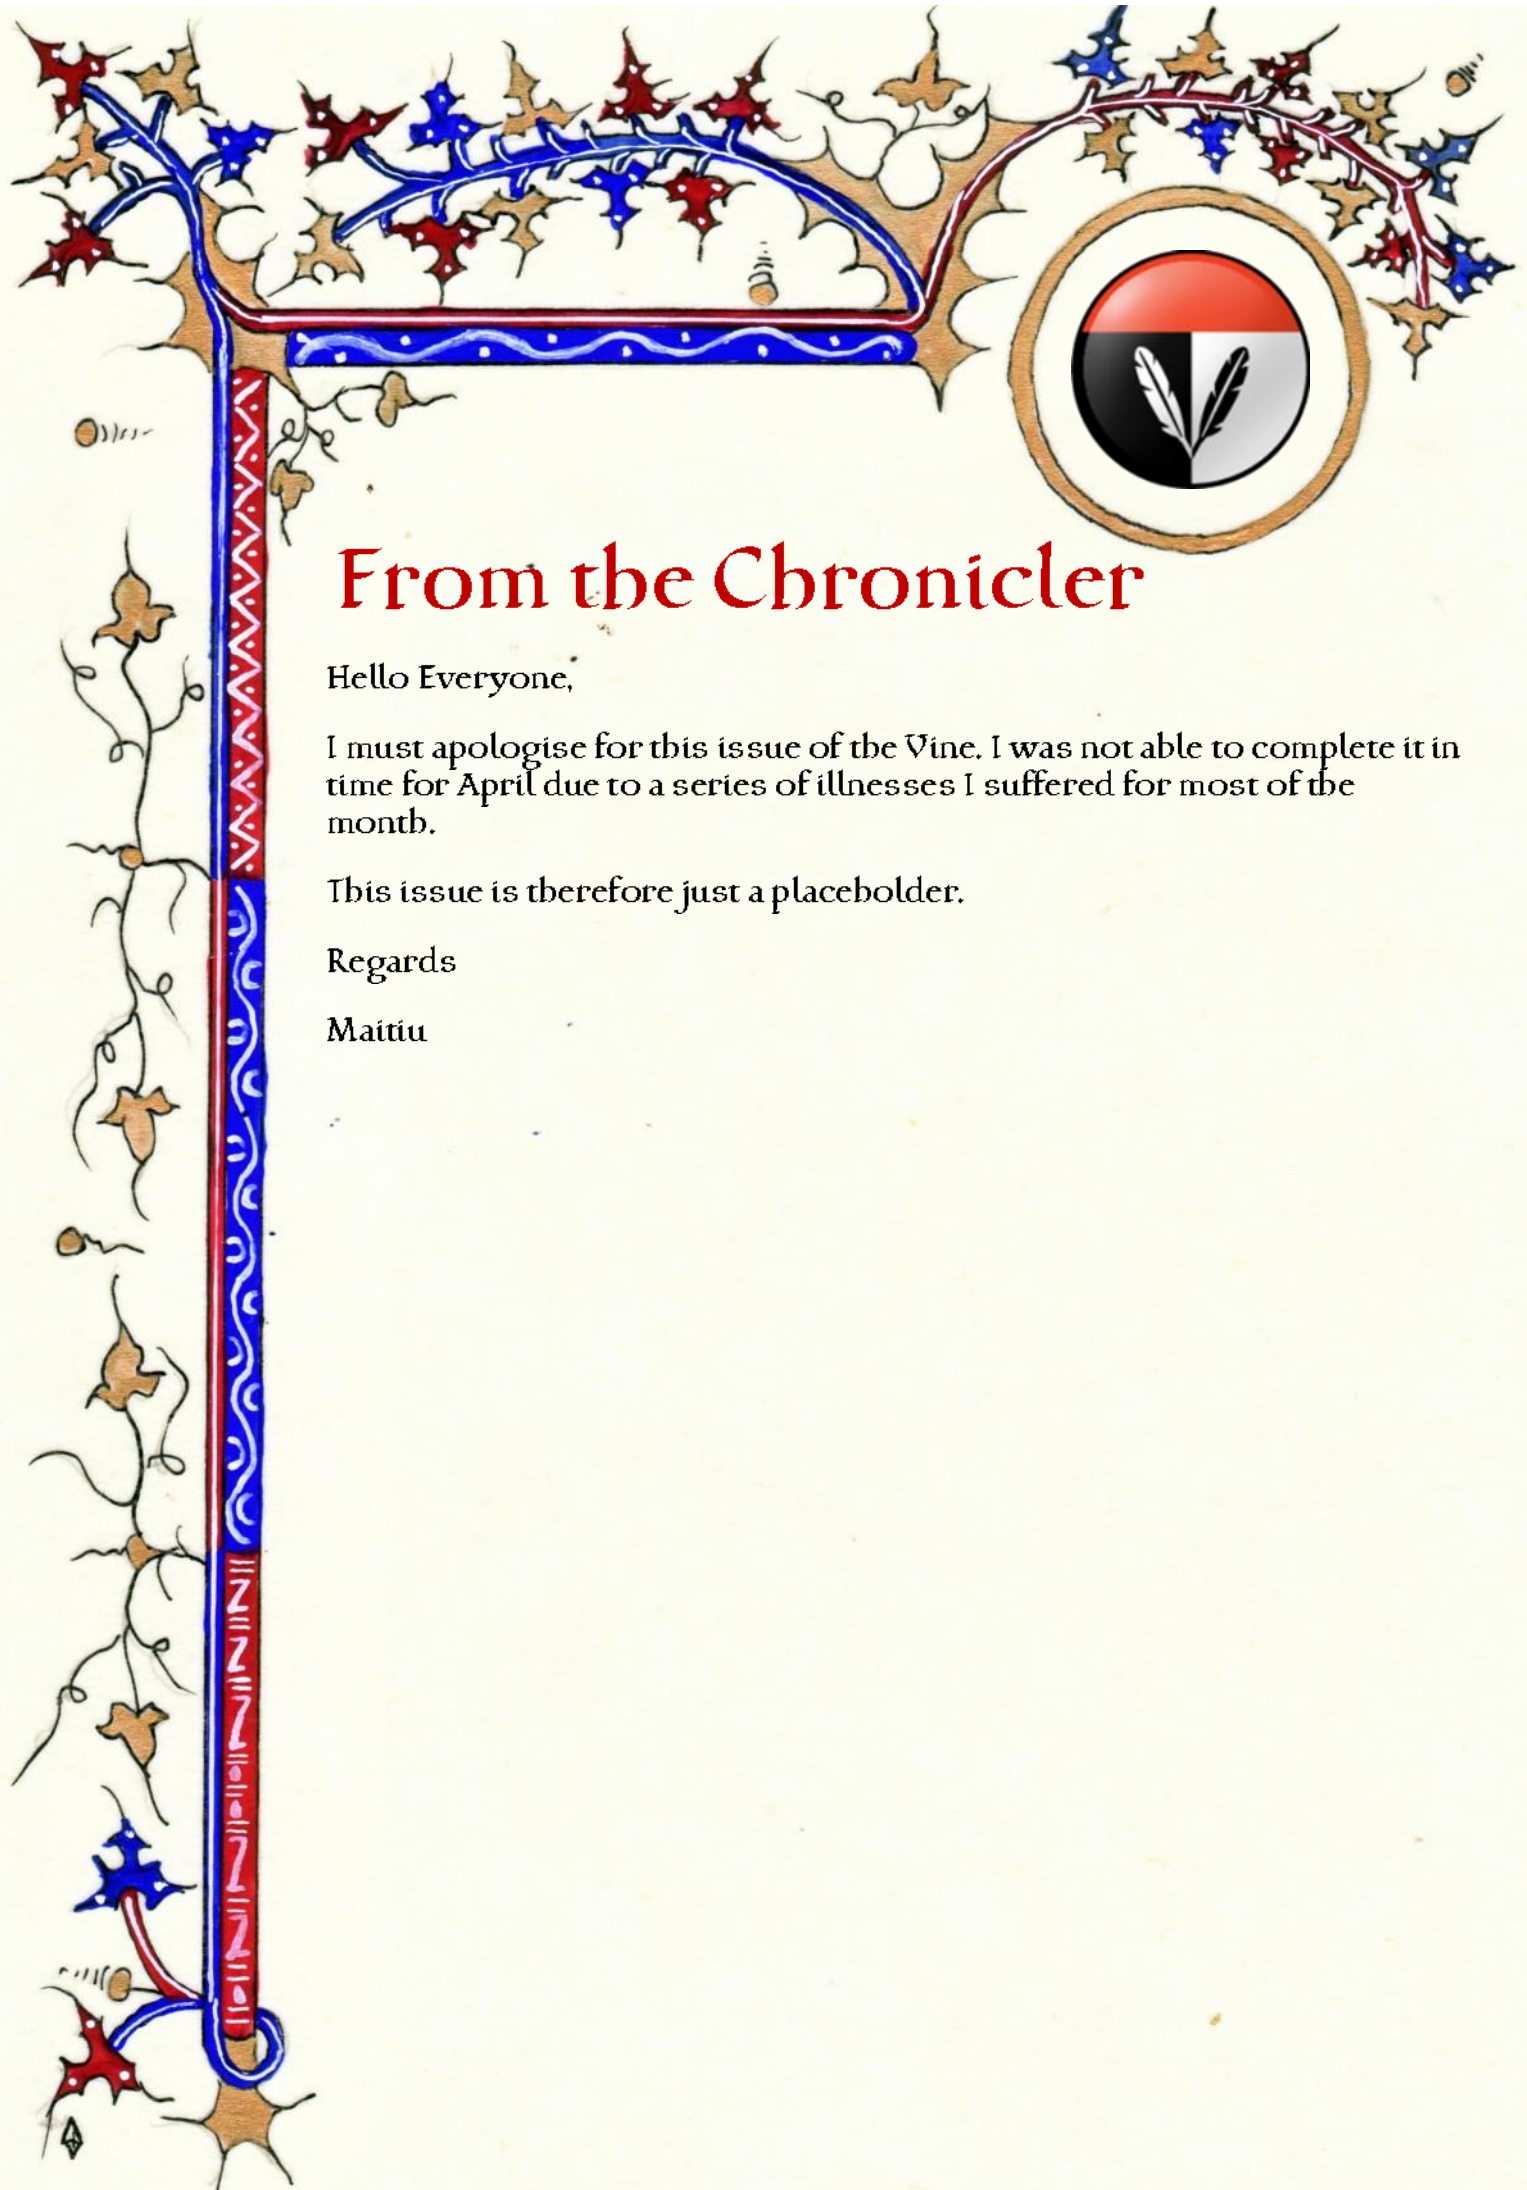 From the Chronicler
Hello Everyone,
I must apologise for this issue of the Vine. I was not able to complete it in
time for April due to a series of illnesses I suffered for most of the
month.
This issue is therefore just a placeholder.
Regards
Maitiu